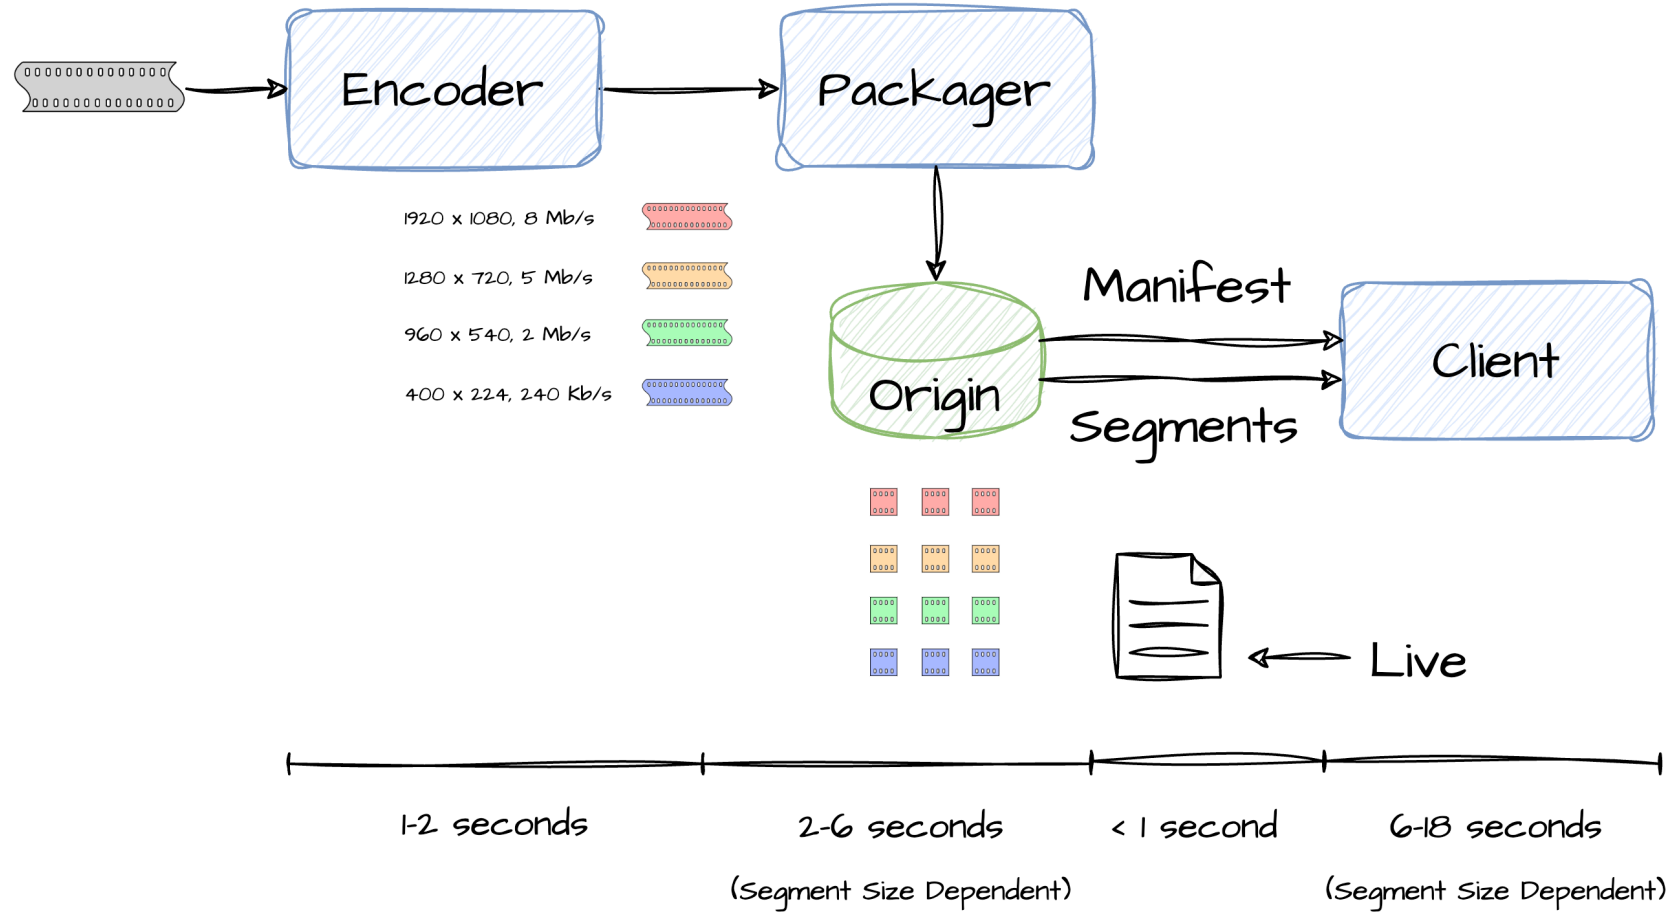 Encoder
Packager
1920 x 1080, 8 Mb/s
1280 x 720, 5 Mb/s
960 x 540, 2 Mb/s
400 x 224, 240 Kb/s
Manifest
Origin
Client
Segments
Live
1-2 seconds
2-6 seconds
(Segment Size Dependent)
< 1 second
6-18 seconds
(Segment Size Dependent)